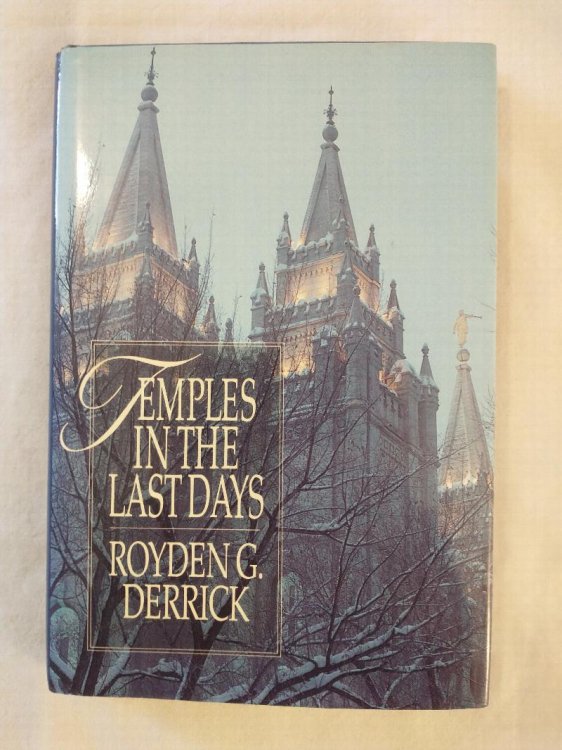 TEMPLES
IN THE
LAST DAYS
ROYDEN G.
DERRICK